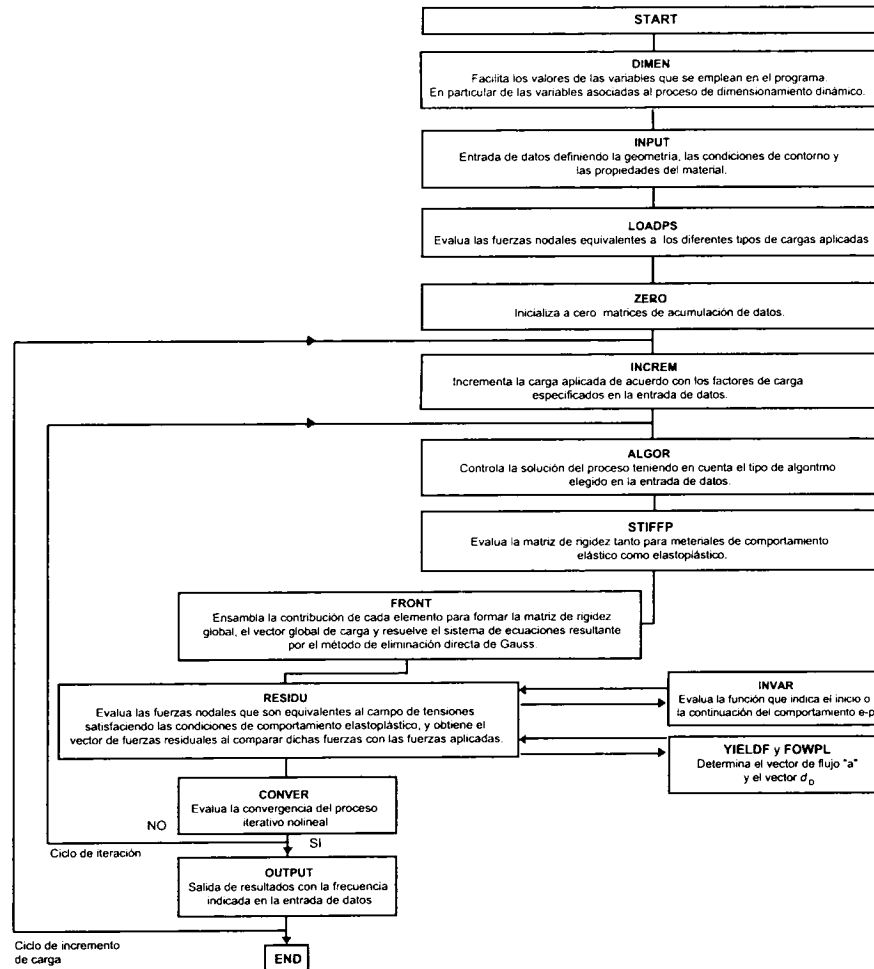 START
DIMEN
Facilita los valores de las variables que se emplean en el programa.
En particular de las variables asociadas al proceso de dimensionamiento dinámico.
INPUT
Entrada de datos definiendo la geometria, las condiciones de contorno y
las propiedades del material.
LOADPS
Evalua las fuerzas nodales equivalentes a los diferentes tipos de cargas aplicadas
ZERO
Inicializa a cero matrices de acumulación de datos.
INCREM
Incrementa la carga aplicada de acuerdo con los factores de carga
especificados en la entrada de datos.
ALGOR
Controla la solución del proceso teniendo en cuenta el tipo de algoritmo
elegido en la entrada de datos.
STIFFP
Evalua la matriz de rigidez tanto para meteriales de comportamiento
elástico como elastoplástico.
FRONT
Ensambla la contribución de cada elemento para formar la matriz de rigidez
global, el vector global de carga y resuelve el sistema de ecuaciones resultante
por el método de eliminación directa de Gauss.
RESIDU
Evalua las fuerzas nodales que son equivalentes al campo de tensiones
satisfaciendo las condiciones de comportamiento elastoplástico, y obtiene el
vector de fuerzas residuales al comparar dichas fuerzas con las fuerzas aplicadas.
INVAR
Evalua la función que indica el inicio o
la continuación del comportamiento e-p
YIELDF y FOWPL
Determina el vector de flujo "a"
y el vector d_D
CONVER
Evalua la convergencia del proceso
iterativo nolineal
NO
SI
Ciclo de iteración
OUTPUT
Salida de resultados con la frecuencia
indicada en la entrada de datos
Ciclo de incremento
de carga
END